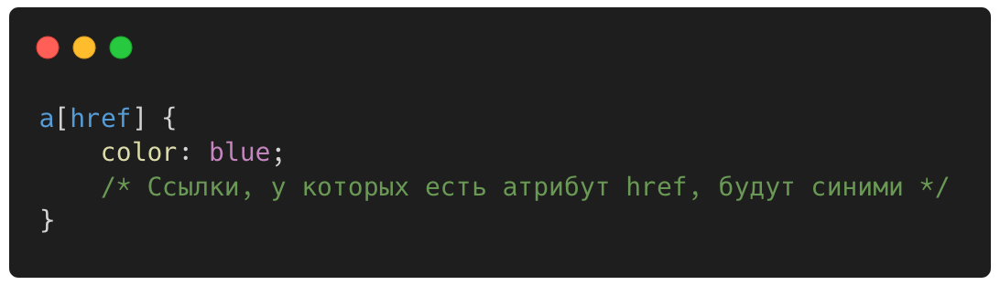 a[href] {
    color: blue;
    /* Ссылки, у которых есть атрибут href, будут синими */
}